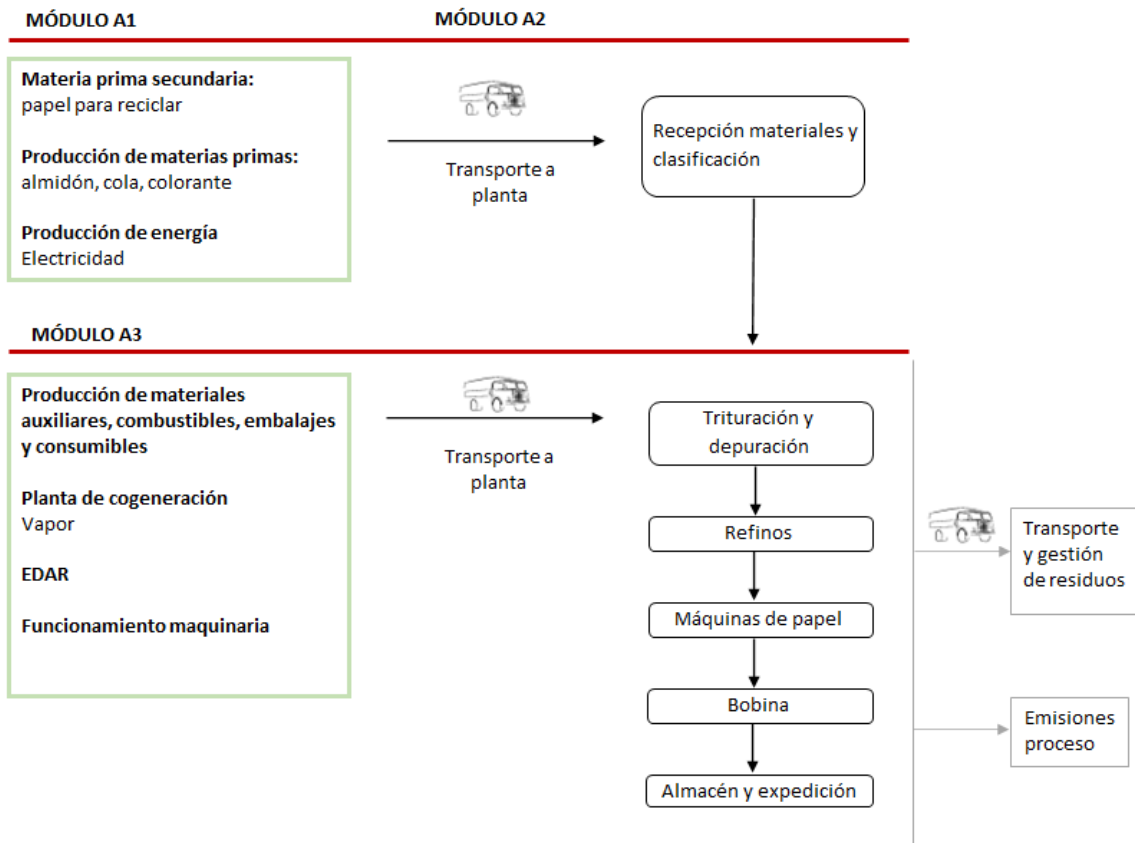 MÓDULO A1
MÓDULO A2
Materia prima secundaria:
papel para reciclar
Producción de materias primas:
almidón, cola, colorante
Producción de energía
Electricidad
Transporte a
planta
Recepción materiales y
clasificación
MÓDULO A3
Producción de materiales
auxiliares, combustibles, embalajes
y consumibles
Planta de cogeneración
Vapor
EDAR
Funcionamiento maquinaria
Transporte a
planta
Trituración y
depuración
Refinos
Máquinas de papel
Bobina
Almacén y expedición
Transporte
y gestión
de residuos
Emisiones
proceso